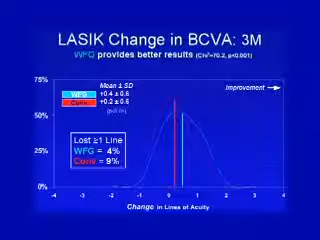 LASIK Change in BCVA: 3M
WFG provides better results (Chi²=70.2, p<0.001)
75%
50%
25%
0%
Mean ± SD
WFG +0.4 ± 0.6
Conv +0.2 ± 0.6
Improvement
Lost ≥1 Line
WFG = 4%
Conv = 9%
-4 -3 -2 -1 0 1 2 3 4
Change in Lines of Acuity